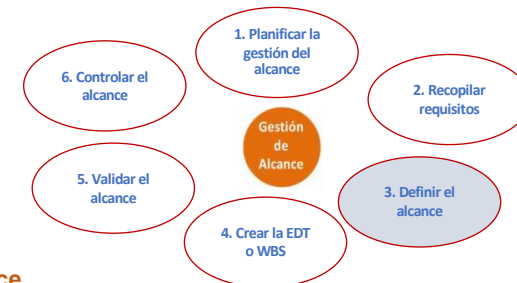 1. Planificar la
gestión del
alcance
2. Recopilar
requisitos
3. Definir el
alcance
4. Crear la EDT
o WBS
5. Validar el
alcance
6. Controlar el
alcance
Gestión
de
Alcance